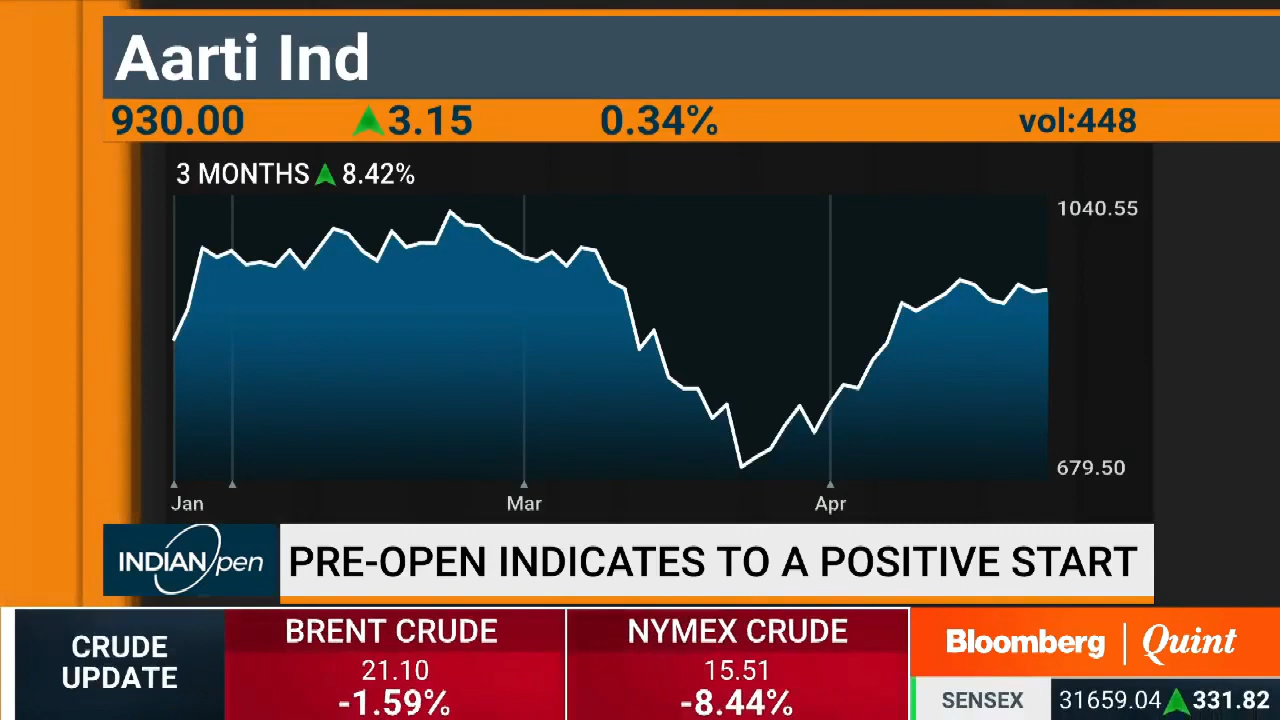 Aarti Ind
930.00 3.15 0.34% vol:448
3 MONTHS 8.42%
1040.55
679.50
Jan Mar Apr
INDIAN Open PRE-OPEN INDICATES TO A POSITIVE START
CRUDE
UPDATE
BRENT CRUDE
21.10
-1.59%
NYMEX CRUDE
15.51
-8.44%
Bloomberg | Quint
SENSEX 31659.04 331.82